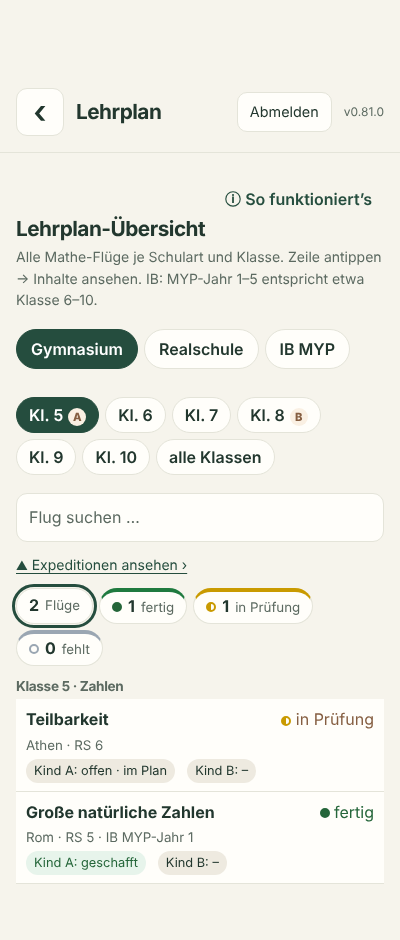 ‹ Lehrplan Abmelden v0.81.0
ⓘ So funktioniert's
Lehrplan-Übersicht
Alle Mathe-Flüge je Schulart und Klasse. Zeile antippen
→ Inhalte ansehen. IB: MYP-Jahr 1–5 entspricht etwa
Klasse 6–10.
Gymnasium Realschule IB MYP
Kl. 5 A Kl. 6 Kl. 7 Kl. 8 B
Kl. 9 Kl. 10 alle Klassen
Flug suchen …
▲ Expeditionen ansehen ›
2 Flüge 1 fertig 1 in Prüfung
0 fehlt
Klasse 5 · Zahlen
Teilbarkeit in Prüfung
Athen · RS 6
Kind A: offen · im Plan Kind B: –
Große natürliche Zahlen fertig
Rom · RS 5 · IB MYP-Jahr 1
Kind A: geschafft Kind B: –